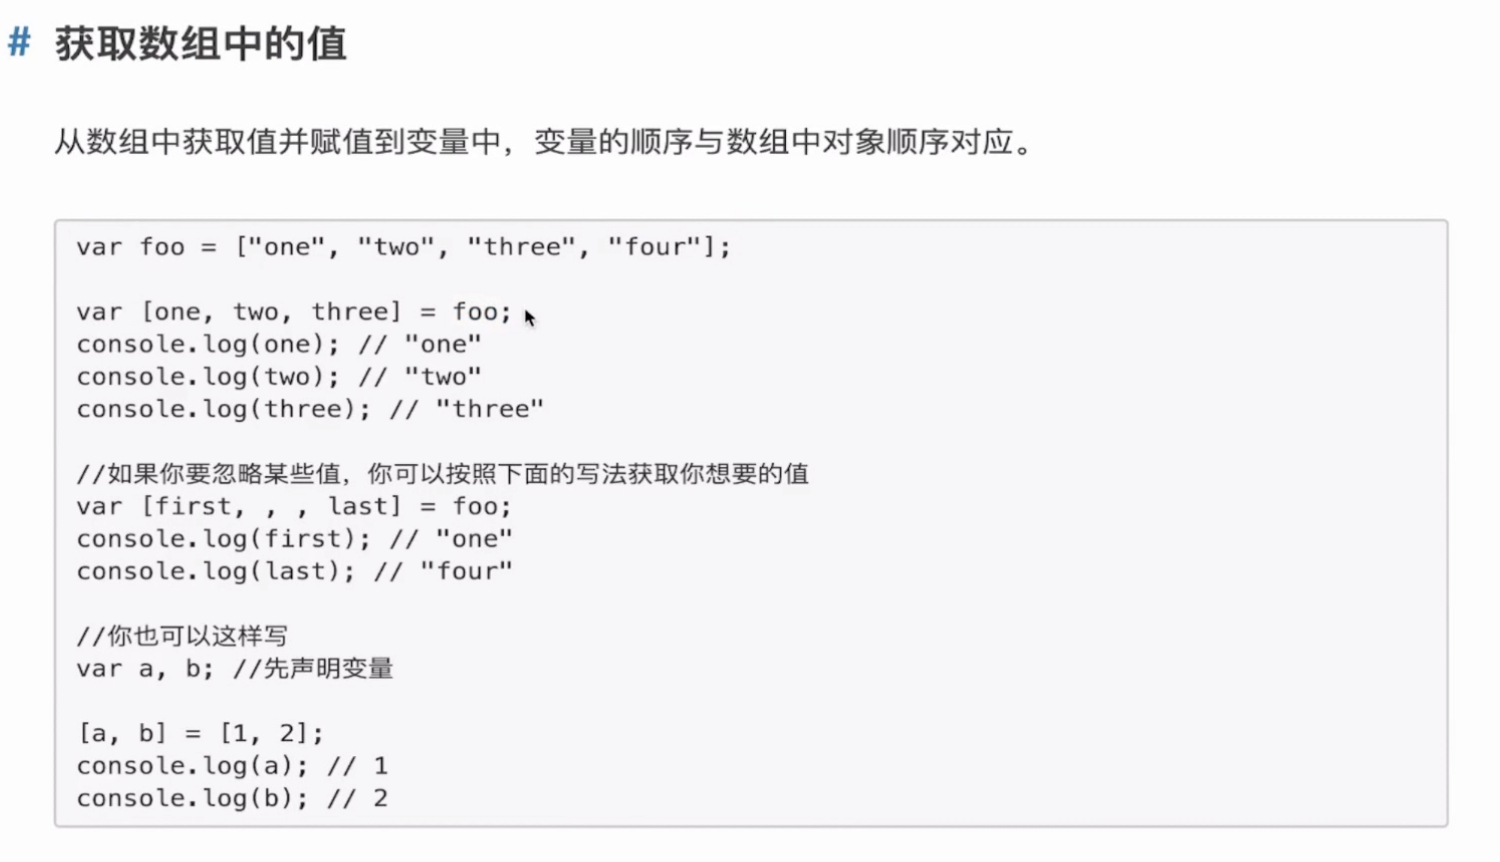 # 获取数组中的值
从数组中获取值并赋值到变量中，变量的顺序与数组中对象顺序对应。
var foo = ["one", "two", "three", "four"];
var [one, two, three] = foo;
console.log(one); // "one"
console.log(two); // "two"
console.log(three); // "three"
//如果你要忽略某些值，你可以按照下面的写法获取你想要的值
var [first, , , last] = foo;
console.log(first); // "one"
console.log(last); // "four"
//你也可以这样写
var a, b; //先声明变量
[a, b] = [1, 2];
console.log(a); // 1
console.log(b); // 2